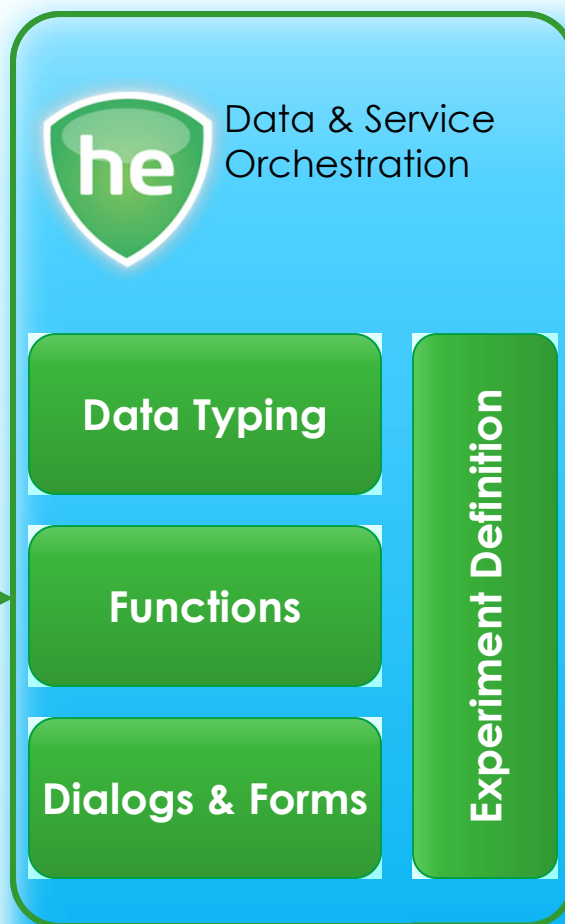 he
Data & Service
Orchestration
Data Typing
Functions
Dialogs & Forms
Experiment Definition